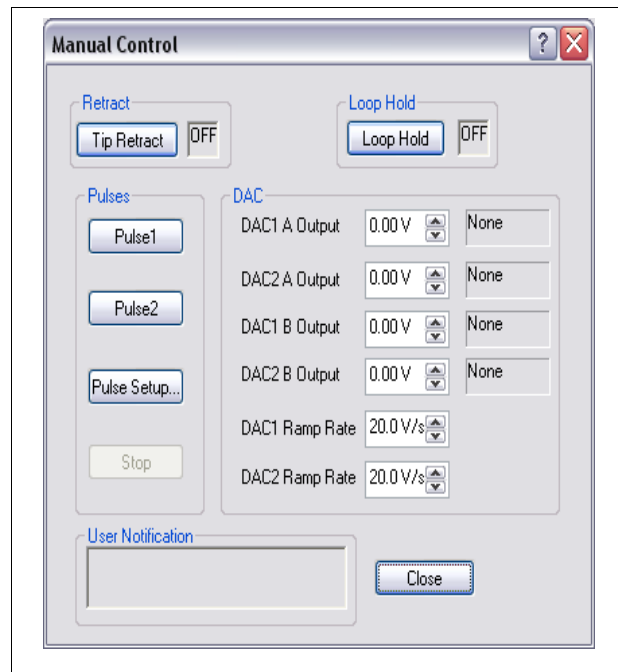 Manual Control
Retract
Tip Retract OFF
Loop Hold
Loop Hold OFF
Pulses
Pulse1
Pulse2
Pulse Setup...
Stop
DAC
DAC1 A Output 0.00 V None
DAC2 A Output 0.00 V None
DAC1 B Output 0.00 V None
DAC2 B Output 0.00 V None
DAC1 Ramp Rate 20.0 V/s
DAC2 Ramp Rate 20.0 V/s
User Notification
Close